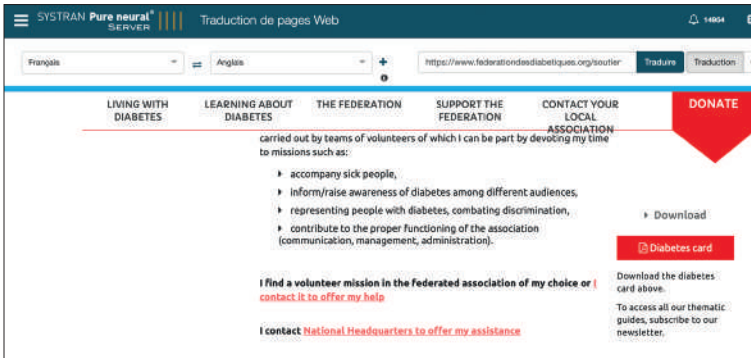 SYSTRAN Pure neural®
SERVER
Traduction de pages Web
14864
Français
Anglais
https://www.federationdesdiabetiques.org/soutier
Traduire
Traduction
LIVING WITH
DIABETES
LEARNING ABOUT
DIABETES
THE FEDERATION
SUPPORT THE
FEDERATION
CONTACT YOUR
LOCAL
ASSOCIATION
DONATE
carried out by teams of volunteers of which I can be part by devoting my time
to missions such as:
accompany sick people,
inform/raise awareness of diabetes among different audiences,
representing people with diabetes, combating discrimination,
contribute to the proper functioning of the association
(communication, management, administration).
I find a volunteer mission in the federated association of my choice or I
contact it to offer my help
I contact National Headquarters to offer my assistance
Download
Diabetes card
Download the diabetes
card above.
To access all our thematic
guides, subscribe to our
newsletter.